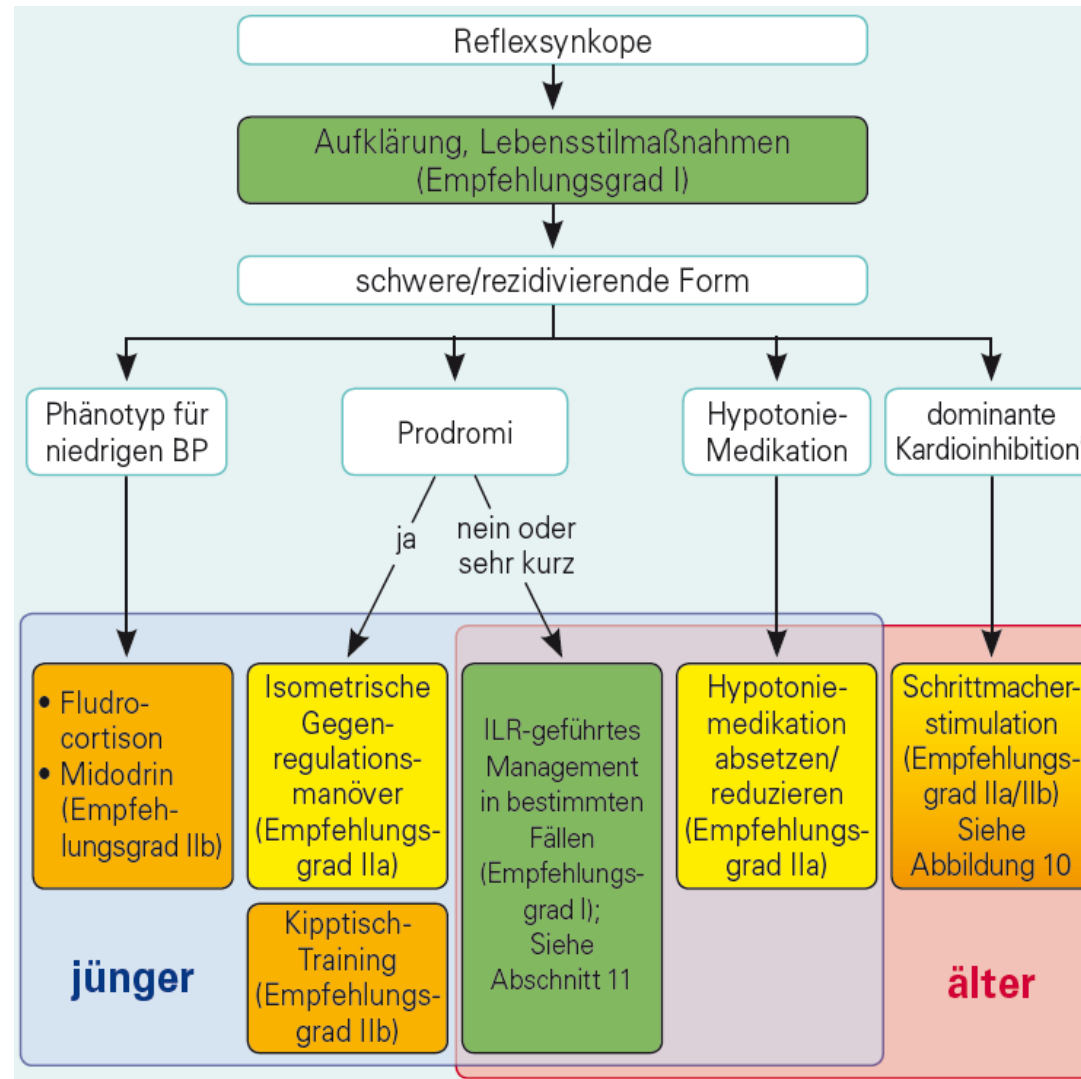 Reflexsynkope
Aufklärung, Lebensstilmaßnahmen
(Empfehlungsgrad I)
schwere/rezidivierende Form
Phänotyp für
niedrigen BP
Prodromi
Hypotonie-
Medikation
dominante
Kardioinhibition
ja
nein oder
sehr kurz
• Fludro-
cortison
• Midodrin
(Empfeh-
lungsgrad IIb)
Isometrische
Gegen-
regulations-
manöver
(Empfehlungs-
grad IIa)
Kipptisch-
Training
(Empfehlungs-
grad IIb)
ILR-geführtes
Management
in bestimmten
Fällen
(Empfehlungs-
grad I);
Siehe
Abschnitt 11
Hypotonie-
medikation
absetzen/
reduzieren
(Empfehlungs-
grad IIa)
Schrittmacher-
stimulation
(Empfehlungs-
grad IIa/IIb)
Siehe
Abbildung 10
jünger
älter